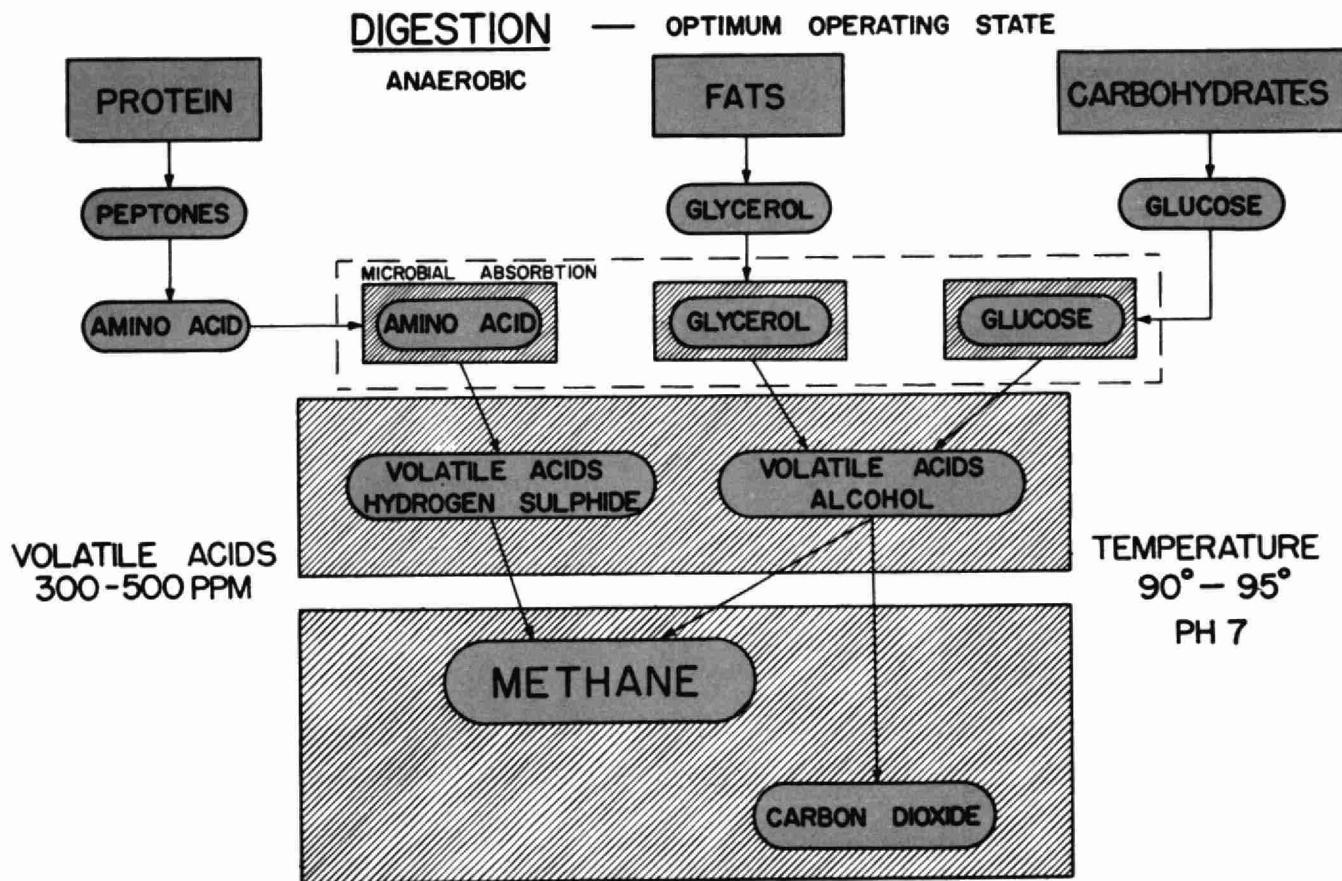 DIGESTION — OPTIMUM OPERATING STATE
ANAEROBIC
PROTEIN
FATS
CARBOHYDRATES
PEPTONES
GLYCEROL
GLUCOSE
MICROBIAL ABSORBTION
AMINO ACID
AMINO ACID
GLYCEROL
GLUCOSE
VOLATILE ACIDS
HYDROGEN SULPHIDE
VOLATILE ACIDS
ALCOHOL
VOLATILE ACIDS
300-500 PPM
TEMPERATURE
90° — 95°
PH 7
METHANE
CARBON DIOXIDE